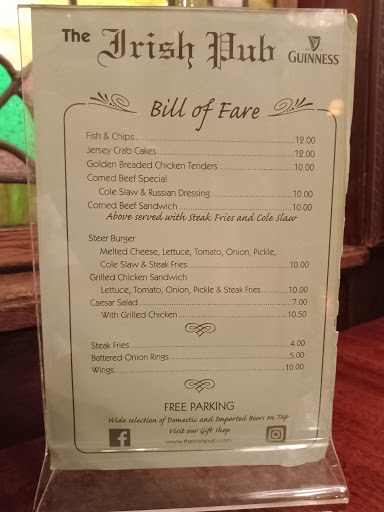 The Irish Pub
GUINNESS
Bill of Fare
Fish & Chips 12.00
Jersey Crab Cakes 12.00
Golden Breaded Chicken Tenders 10.00
Corned Beef Special
Cole Slaw & Russian Dressing 10.00
Corned Beef Sandwich 10.00
Above served with Steak Fries and Cole Slaw
Steer Burger
Melted Cheese, Lettuce, Tomato, Onion, Pickle,
Cole Slaw & Steak Fries 10.00
Grilled Chicken Sandwich
Lettuce, Tomato, Onion, Pickle & Steak Fries 10.00
Caesar Salad 7.00
With Grilled Chicken 10.50
Steak Fries 4.00
Battered Onion Rings 5.00
Wings 10.00
FREE PARKING
Wide selection of Domestic and Imported Beers on Tap
Visit our Gift Shop
www.theirishpub.com